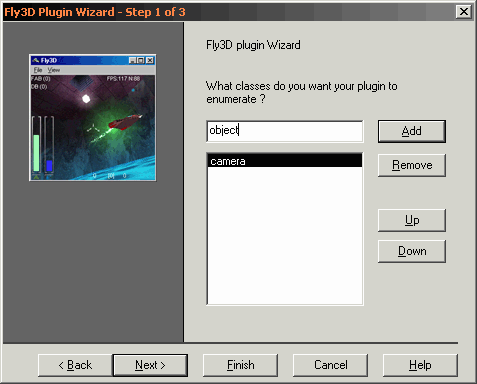 Fly3D Plugin Wizard - Step 1 of 3
Fly3D
File View
FPS:117 N:88
FAB (0)
DB (0)
Fly3D plugin Wizard
What classes do you want your plugin to
enumerate ?
object
Add
camera
Remove
Up
Down
< Back
Next >
Finish
Cancel
Help